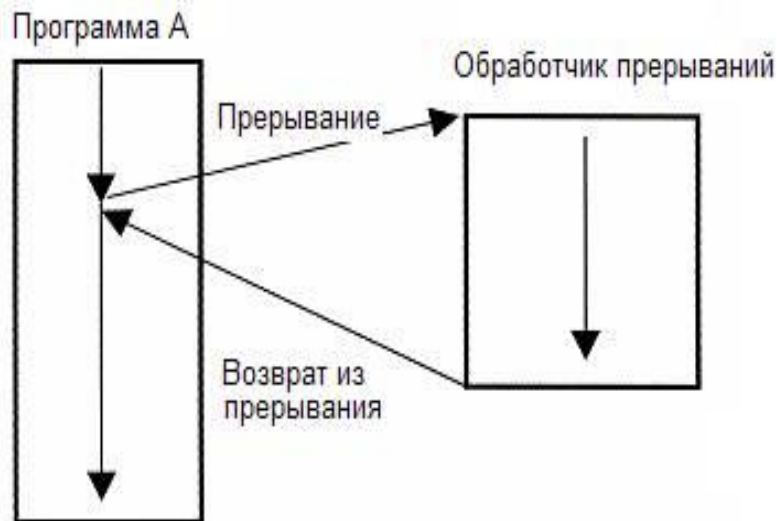 Программа А
Обработчик прерываний
Прерывание
Возврат из
прерывания